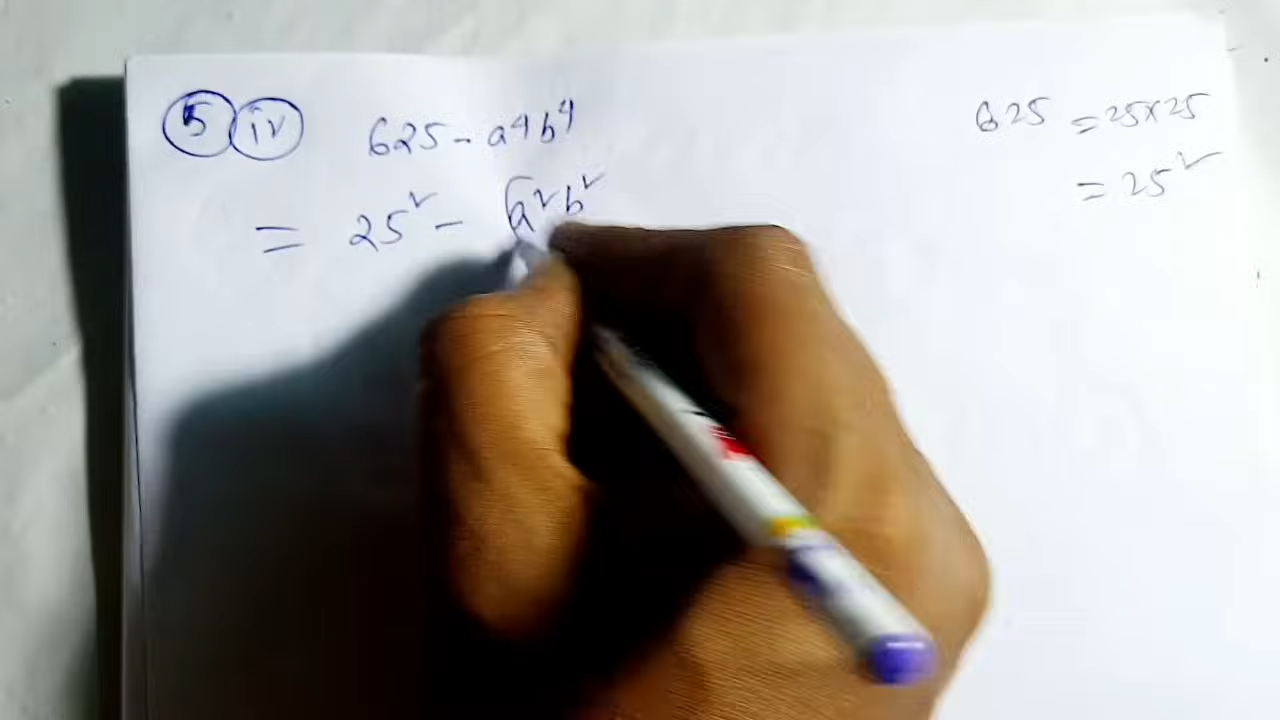 5 iv 625 - a⁴b⁴
= 25² - (a²b²
625 = 25×25
= 25²